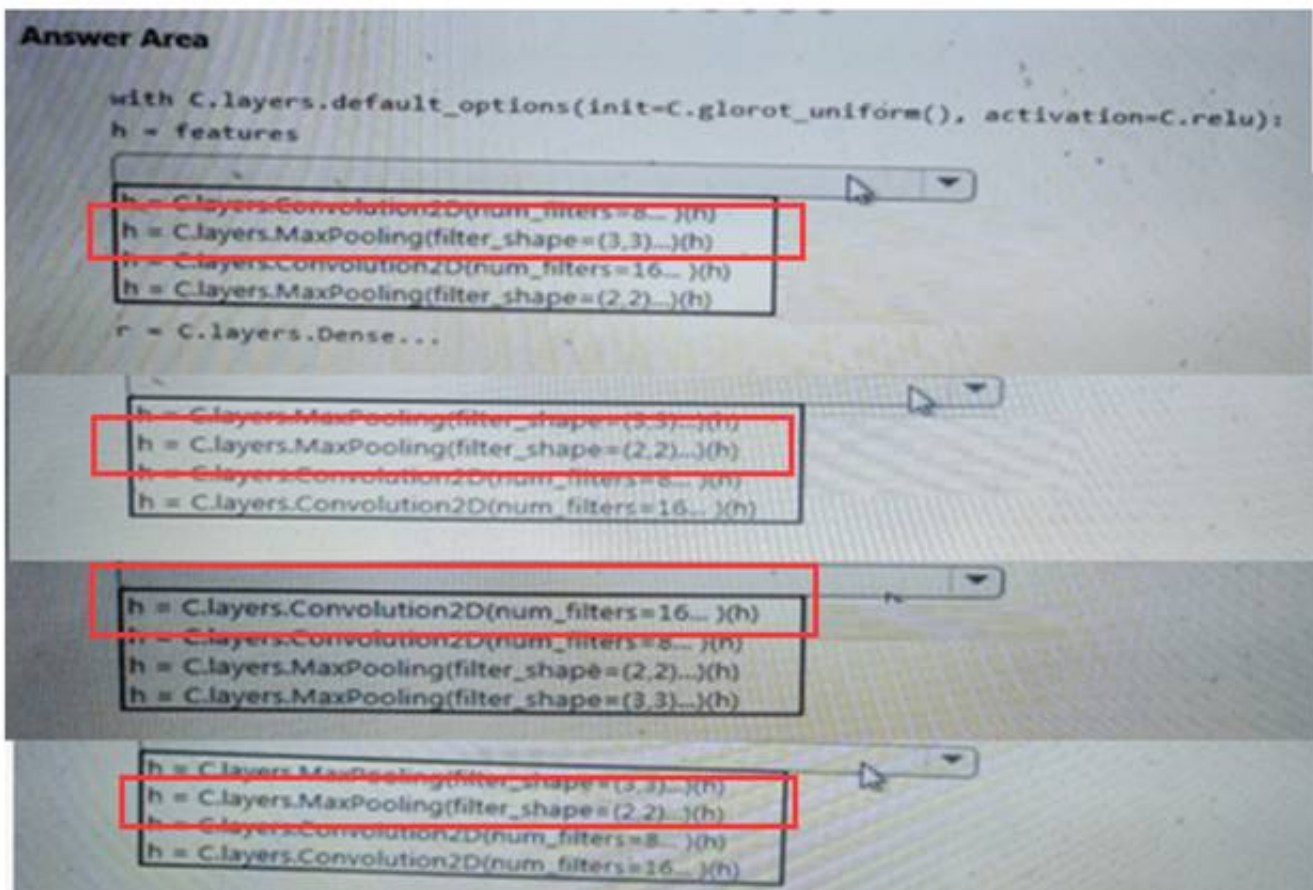 Answer Area
with C.layers.default_options(init=C.glorot_uniform(), activation=C.relu):
h = features
h = C.layers.Convolution2D(num_filters=8... )(h)
h = C.layers.MaxPooling(filter_shape=(3,3)...)(h)
h = C.layers.Convolution2D(num_filters=16... )(h)
h = C.layers.MaxPooling(filter_shape=(2,2)...)(h)
r = C.layers.Dense...
h = C.layers.MaxPooling(filter_shape=(3,3)...)(h)
h = C.layers.MaxPooling(filter_shape=(2,2)...)(h)
h = C.layers.Convolution2D(num_filters=8... )(h)
h = C.layers.Convolution2D(num_filters=16... )(h)
h = C.layers.Convolution2D(num_filters=16... )(h)
h = C.layers.Convolution2D(num_filters=8... )(h)
h = C.layers.MaxPooling(filter_shape=(2,2)...)(h)
h = C.layers.MaxPooling(filter_shape=(3,3)...)(h)
h = C.layers.MaxPooling(filter_shape=(3,3)...)(h)
h = C.layers.MaxPooling(filter_shape=(2,2)...)(h)
h = C.layers.Convolution2D(num_filters=8... )(h)
h = C.layers.Convolution2D(num_filters=16... )(h)